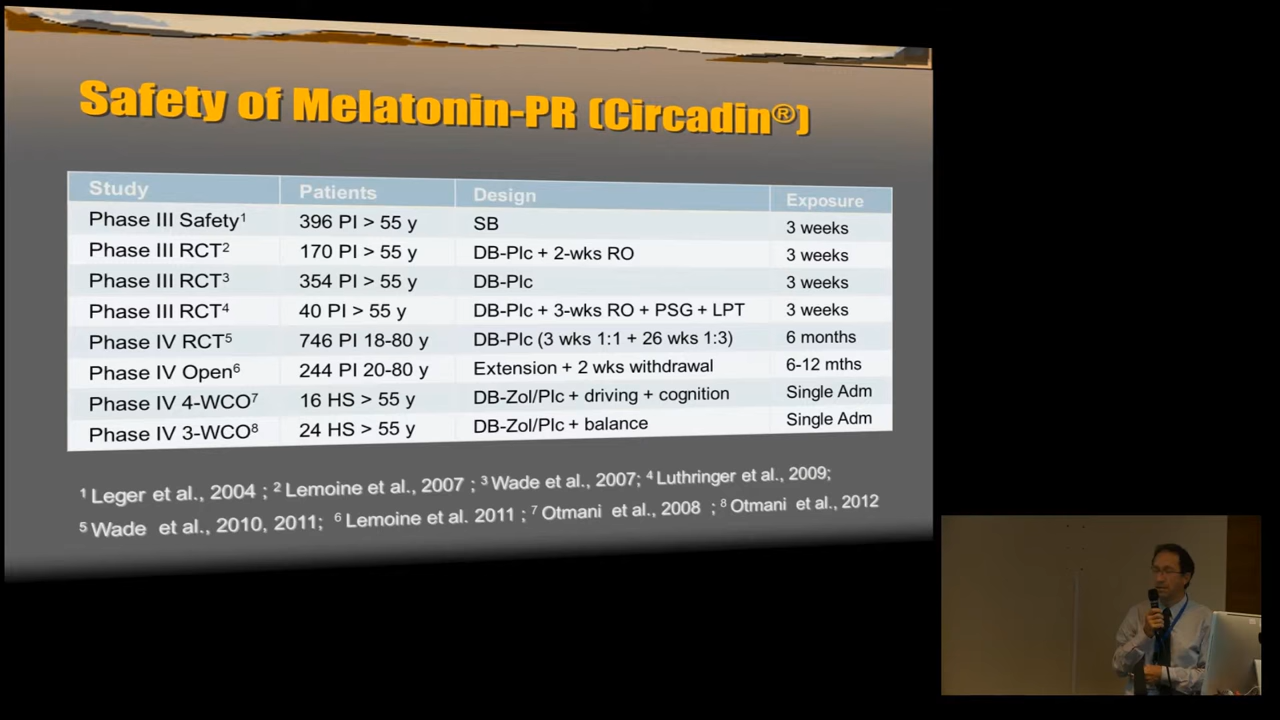 Safety of Melatonin-PR (Circadin®)
Study Patients Design Exposure
Phase III Safety¹ 396 PI > 55 y SB 3 weeks
Phase III RCT² 170 PI > 55 y DB-Plc + 2-wks RO 3 weeks
Phase III RCT³ 354 PI > 55 y DB-Plc 3 weeks
Phase III RCT⁴ 40 PI > 55 y DB-Plc + 3-wks RO + PSG + LPT 3 weeks
Phase IV RCT⁵ 746 PI 18-80 y DB-Plc (3 wks 1:1 + 26 wks 1:3) 6 months
Phase IV Open⁶ 244 PI 20-80 y Extension + 2 wks withdrawal 6-12 mths
Phase IV 4-WCO⁷ 16 HS > 55 y DB-Zol/Plc + driving + cognition Single Adm
Phase IV 3-WCO⁸ 24 HS > 55 y DB-Zol/Plc + balance Single Adm
¹ Leger et al., 2004 ; ² Lemoine et al., 2007 ; ³ Wade et al., 2007; ⁴ Luthringer et al., 2009;
⁵ Wade et al., 2010, 2011; ⁶ Lemoine et al. 2011 ; ⁷ Otmani et al., 2008 ; ⁸ Otmani et al., 2012